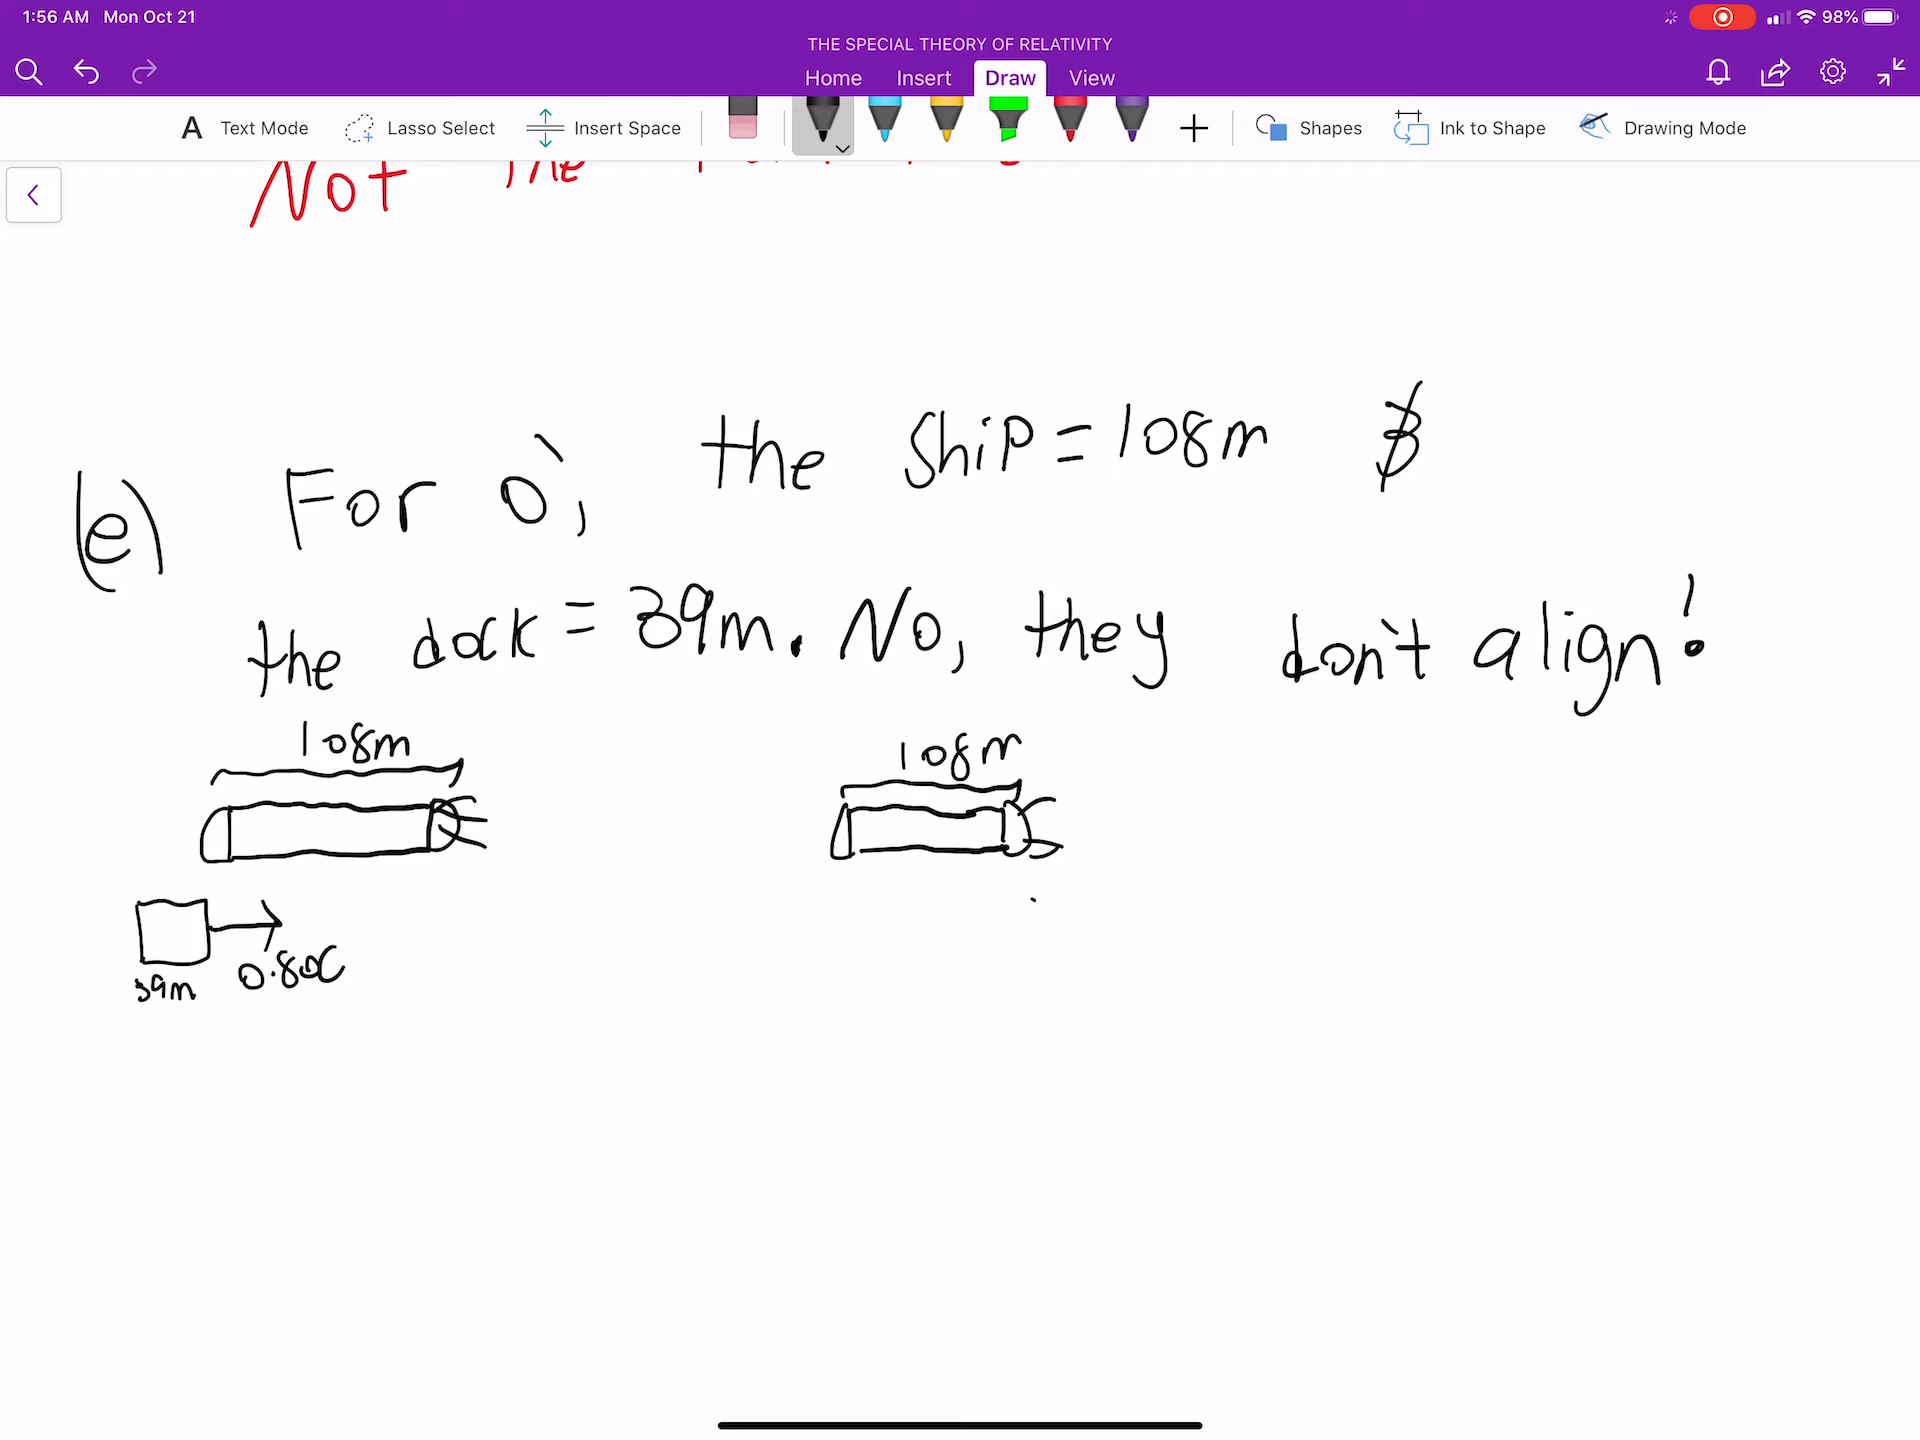 1:56 AM Mon Oct 21
98%
THE SPECIAL THEORY OF RELATIVITY
Home Insert Draw View
A Text Mode Lasso Select Insert Space Shapes Ink to Shape Drawing Mode
Not the
(e) For O', the ship = 108m &
the dock = 39m. No, they don't align!
108m 108m
39m 0.80C